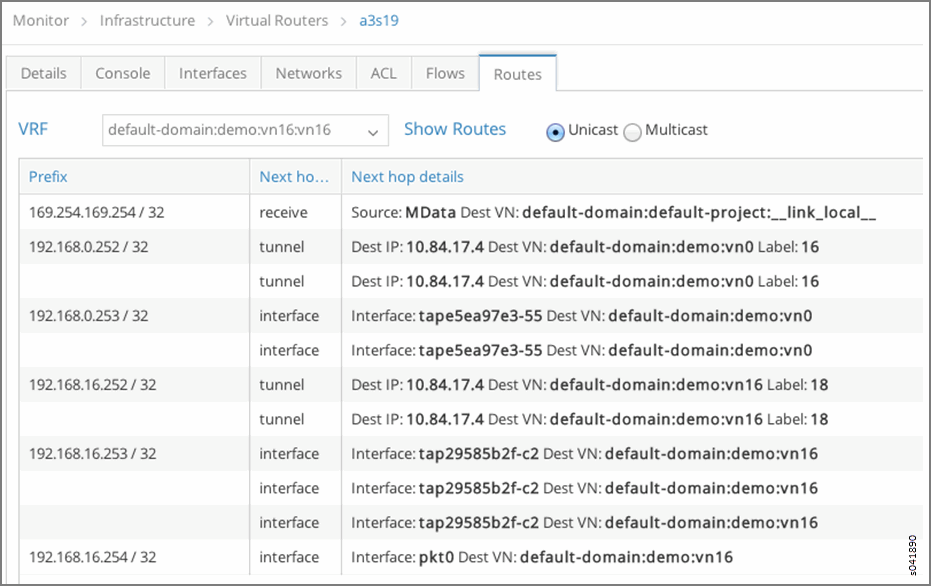 Monitor > Infrastructure > Virtual Routers > a3s19
Details Console Interfaces Networks ACL Flows Routes
VRF default-domain:demo:vn16:vn16 Show Routes Unicast Multicast
Prefix Next ho... Next hop details
169.254.169.254 / 32 receive Source: MData Dest VN: default-domain:default-project:__link_local__
192.168.0.252 / 32 tunnel Dest IP: 10.84.17.4 Dest VN: default-domain:demo:vn0 Label: 16
tunnel Dest IP: 10.84.17.4 Dest VN: default-domain:demo:vn0 Label: 16
192.168.0.253 / 32 interface Interface: tape5ea97e3-55 Dest VN: default-domain:demo:vn0
interface Interface: tape5ea97e3-55 Dest VN: default-domain:demo:vn0
192.168.16.252 / 32 tunnel Dest IP: 10.84.17.4 Dest VN: default-domain:demo:vn16 Label: 18
tunnel Dest IP: 10.84.17.4 Dest VN: default-domain:demo:vn16 Label: 18
192.168.16.253 / 32 interface Interface: tap29585b2f-c2 Dest VN: default-domain:demo:vn16
interface Interface: tap29585b2f-c2 Dest VN: default-domain:demo:vn16
interface Interface: tap29585b2f-c2 Dest VN: default-domain:demo:vn16
192.168.16.254 / 32 interface Interface: pkt0 Dest VN: default-domain:demo:vn16
s041890